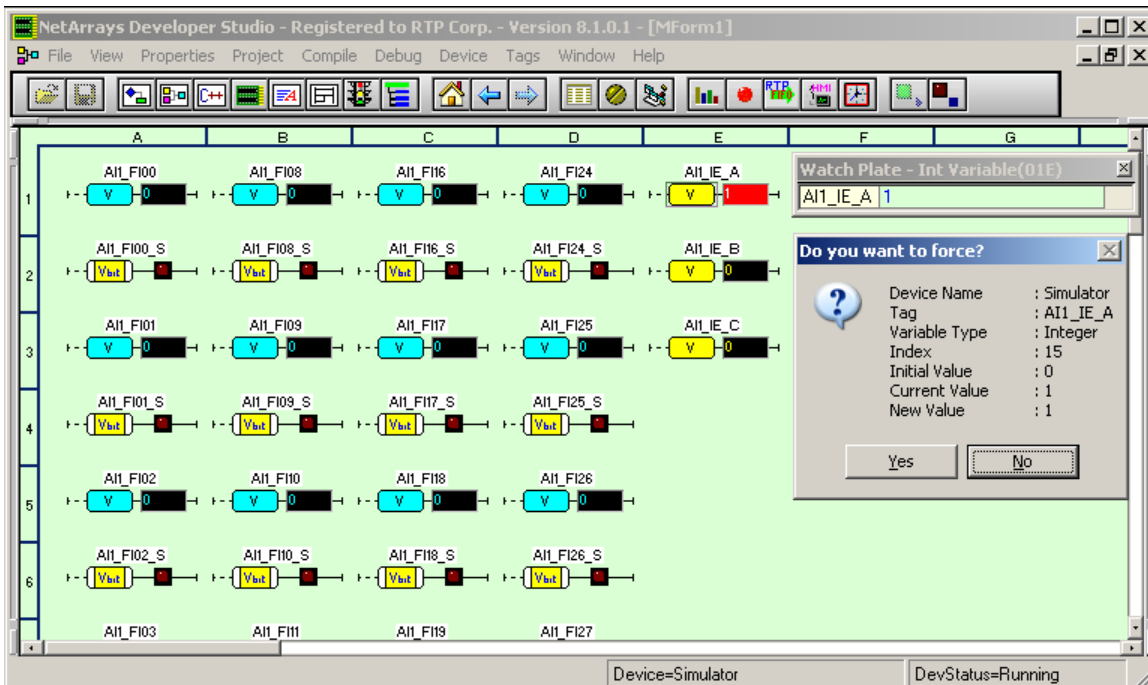 NetArrays Developer Studio - Registered to RTP Corp. - Version 8.1.0.1 - [MForm1]
File View Properties Project Compile Debug Device Tags Window Help
C++ RTP HMI
A B C D E F G
AI1_FI00 AI1_FI08 AI1_FI16 AI1_FI24 AI1_IE_A
1 V 0 V 0 V 0 V 0 V 1
Watch Plate - Int Variable(01E)
AI1_IE_A 1
AI1_FI00_S AI1_FI08_S AI1_FI16_S AI1_FI24_S AI1_IE_B
2 Vbit Vbit Vbit Vbit V 0
AI1_FI01 AI1_FI09 AI1_FI17 AI1_FI25 AI1_IE_C
3 V 0 V 0 V 0 V 0 V 0
AI1_FI01_S AI1_FI09_S AI1_FI17_S AI1_FI25_S
4 Vbit Vbit Vbit Vbit
AI1_FI02 AI1_FI10 AI1_FI18 AI1_FI26
5 V 0 V 0 V 0 V 0
AI1_FI02_S AI1_FI10_S AI1_FI18_S AI1_FI26_S
6 Vbit Vbit Vbit Vbit
AI1_FI03 AI1_FI11 AI1_FI19 AI1_FI27
Do you want to force?
Device Name : Simulator
Tag : AI1_IE_A
Variable Type : Integer
Index : 15
Initial Value : 0
Current Value : 1
New Value : 1
Yes No
Device=Simulator DevStatus=Running